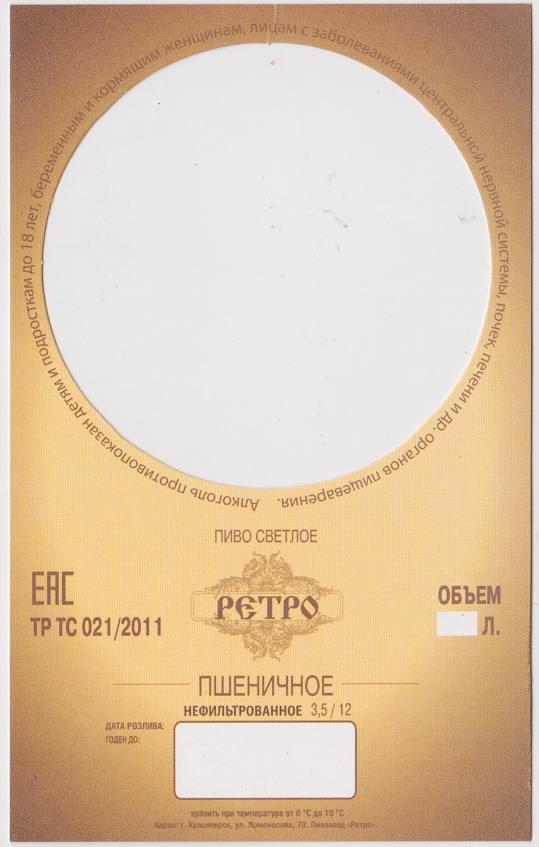 Алкоголь противопоказан детям и подросткам до 18 лет, беременным и кормящим женщинам, лицам с заболеваниями центральной нервной системы, почек, печени и др. органов пищеварения.
ПИВО СВЕТЛОЕ
ЕАС
ТР ТС 021/2011
РЕТРО
ОБЪЕМ
Л.
ПШЕНИЧНОЕ
НЕФИЛЬТРОВАННОЕ 3,5 / 12
ДАТА РОЗЛИВА:
ГОДЕН ДО:
хранить при температуре от 0 °С до 10 °С
Адрес: г. Красноярск, ул. Ломоносова, 70. Пивзавод «Ретро».